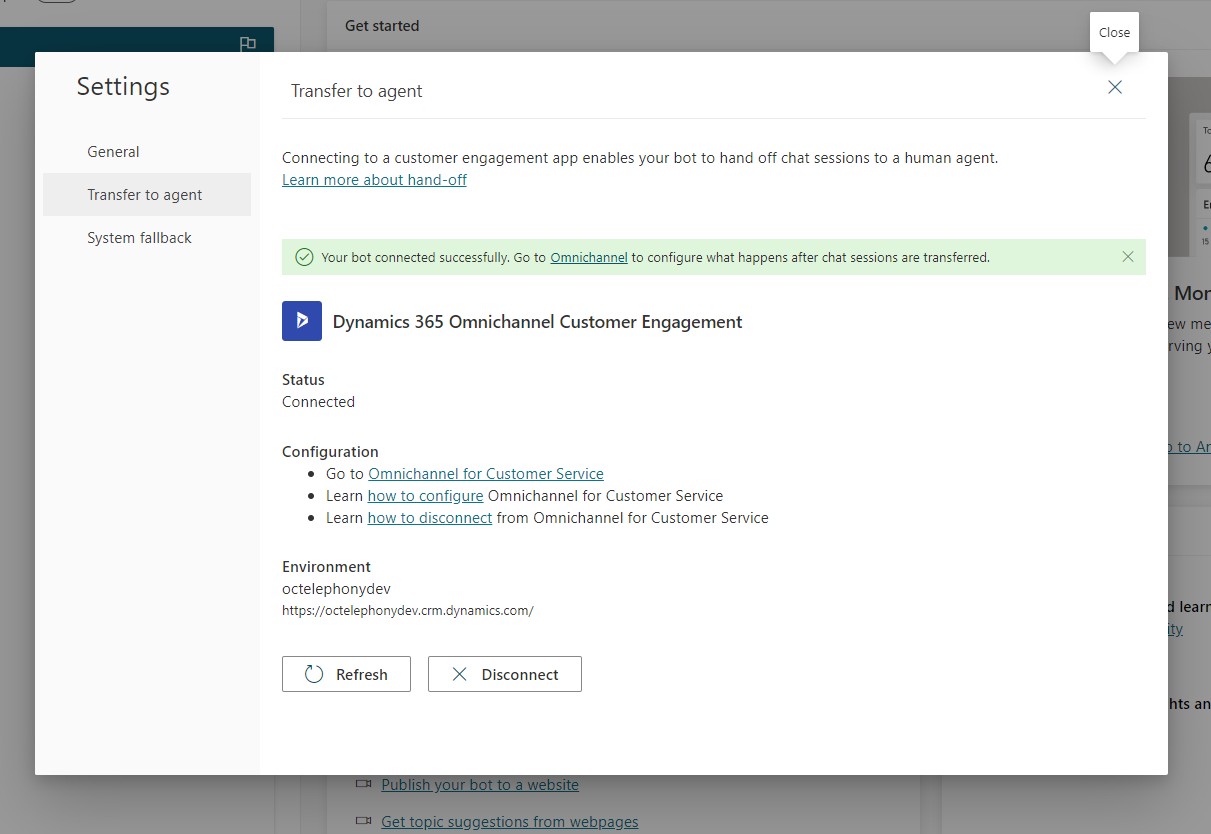 Get started
Close
Settings
General
Transfer to agent
System fallback
Transfer to agent
Connecting to a customer engagement app enables your bot to hand off chat sessions to a human agent.
Learn more about hand-off
Your bot connected successfully. Go to Omnichannel to configure what happens after chat sessions are transferred.
Dynamics 365 Omnichannel Customer Engagement
Status
Connected
Configuration
Go to Omnichannel for Customer Service
Learn how to configure Omnichannel for Customer Service
Learn how to disconnect from Omnichannel for Customer Service
Environment
octelephonydev
https://octelephonydev.crm.dynamics.com/
Refresh
Disconnect
To
6
15
Mor
ew me
rving y
o to Ar
d learn
ity
hts an
Publish your bot to a website
Get topic suggestions from webpages